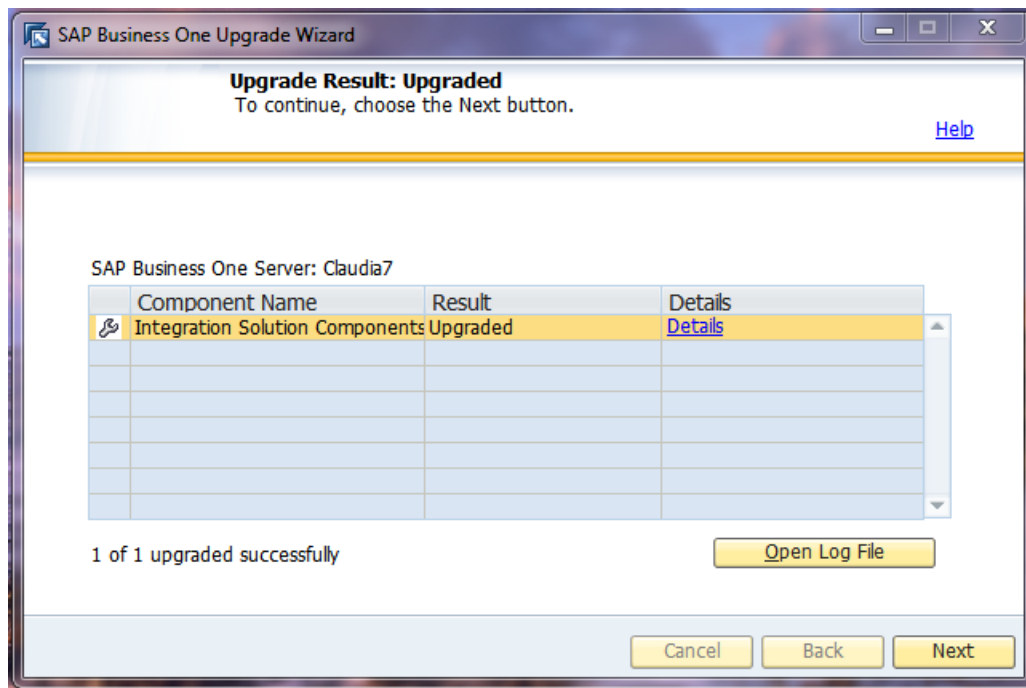 SAP Business One Upgrade Wizard
Upgrade Result: Upgraded
To continue, choose the Next button.
Help
SAP Business One Server: Claudia7
Component Name Result Details
Integration Solution Components Upgraded Details
1 of 1 upgraded successfully
Open Log File
Cancel Back Next